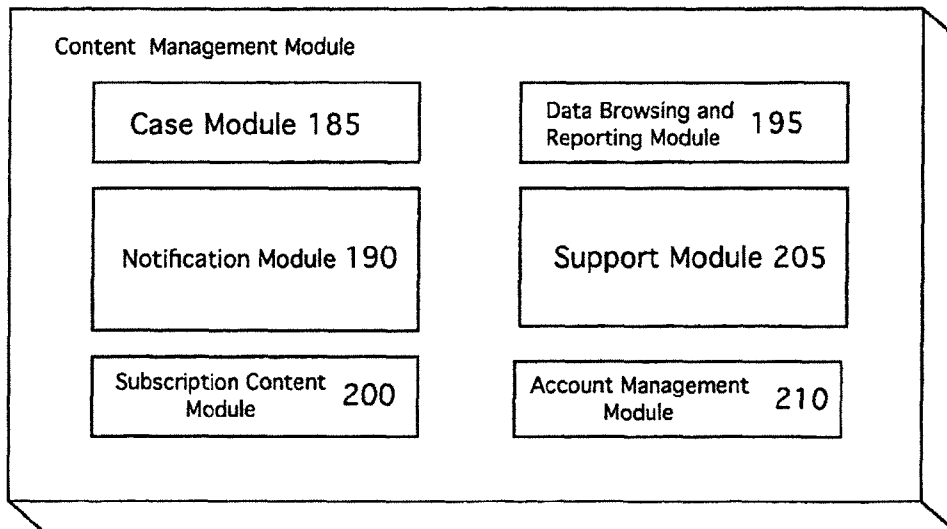 Content Management Module
Case Module 185
Data Browsing and
Reporting Module 195
Notification Module 190
Support Module 205
Subscription Content
Module 200
Account Management
Module 210